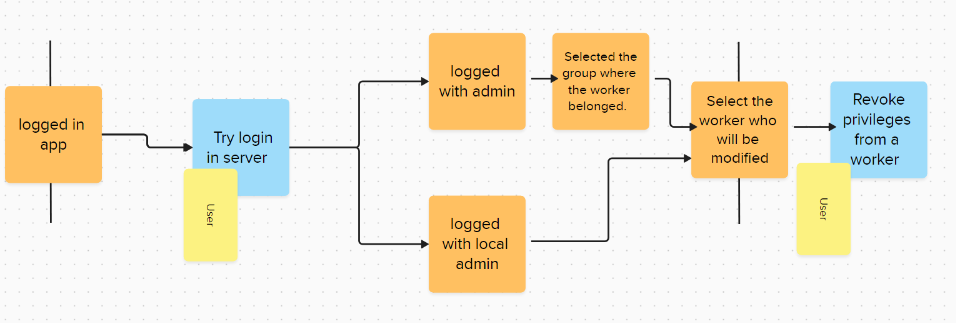 logged in
app
Try login
in server
User
logged
with admin
Selected the
group where
the worker
belonged.
logged
with local
admin
Select the
worker who
will be
modified
Revoke
privileges
from a
worker
User